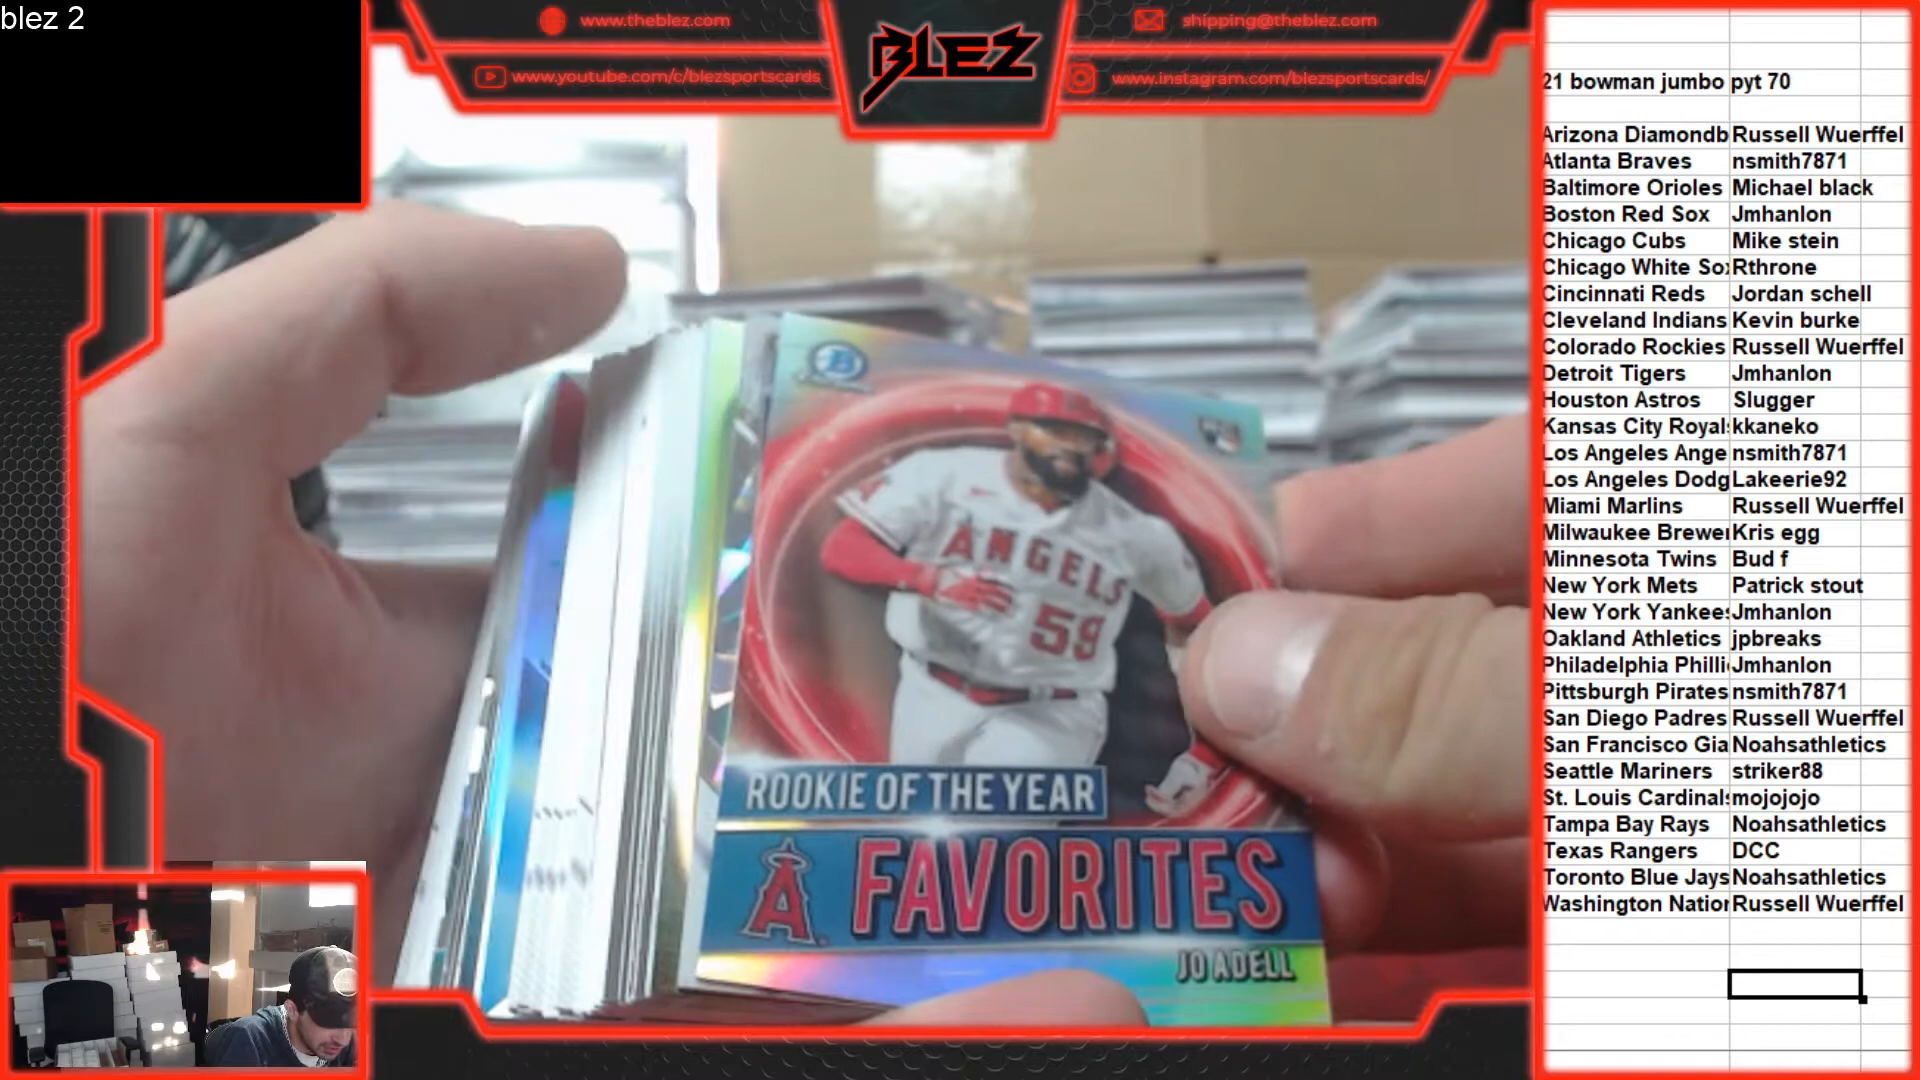 blez 2
www.theblez.com
shipping@theblez.com
BLEZ
www.youtube.com/c/blezsportscards
www.instagram.com/blezsportscards/
21 bowman jumbo pyt 70
Arizona Diamondb Russell Wuerffel
Atlanta Braves nsmith7871
Baltimore Orioles Michael black
Boston Red Sox Jmhanlon
Chicago Cubs Mike stein
Chicago White Sox Rthrone
Cincinnati Reds Jordan schell
Cleveland Indians Kevin burke
Colorado Rockies Russell Wuerffel
Detroit Tigers Jmhanlon
Houston Astros Slugger
Kansas City Royals kkaneko
Los Angeles Ange nsmith7871
Los Angeles Dodg Lakeerie92
Miami Marlins Russell Wuerffel
Milwaukee Brewer Kris egg
Minnesota Twins Bud f
New York Mets Patrick stout
New York Yankees Jmhanlon
Oakland Athletics jpbreaks
Philadelphia Philli Jmhanlon
Pittsburgh Pirates nsmith7871
San Diego Padres Russell Wuerffel
San Francisco Gia Noahsathletics
Seattle Mariners striker88
St. Louis Cardinals mojojojo
Tampa Bay Rays Noahsathletics
Texas Rangers DCC
Toronto Blue Jays Noahsathletics
Washington Nation Russell Wuerffel
B
ANGELS
59
ROOKIE OF THE YEAR
A FAVORITES
JO ADELL